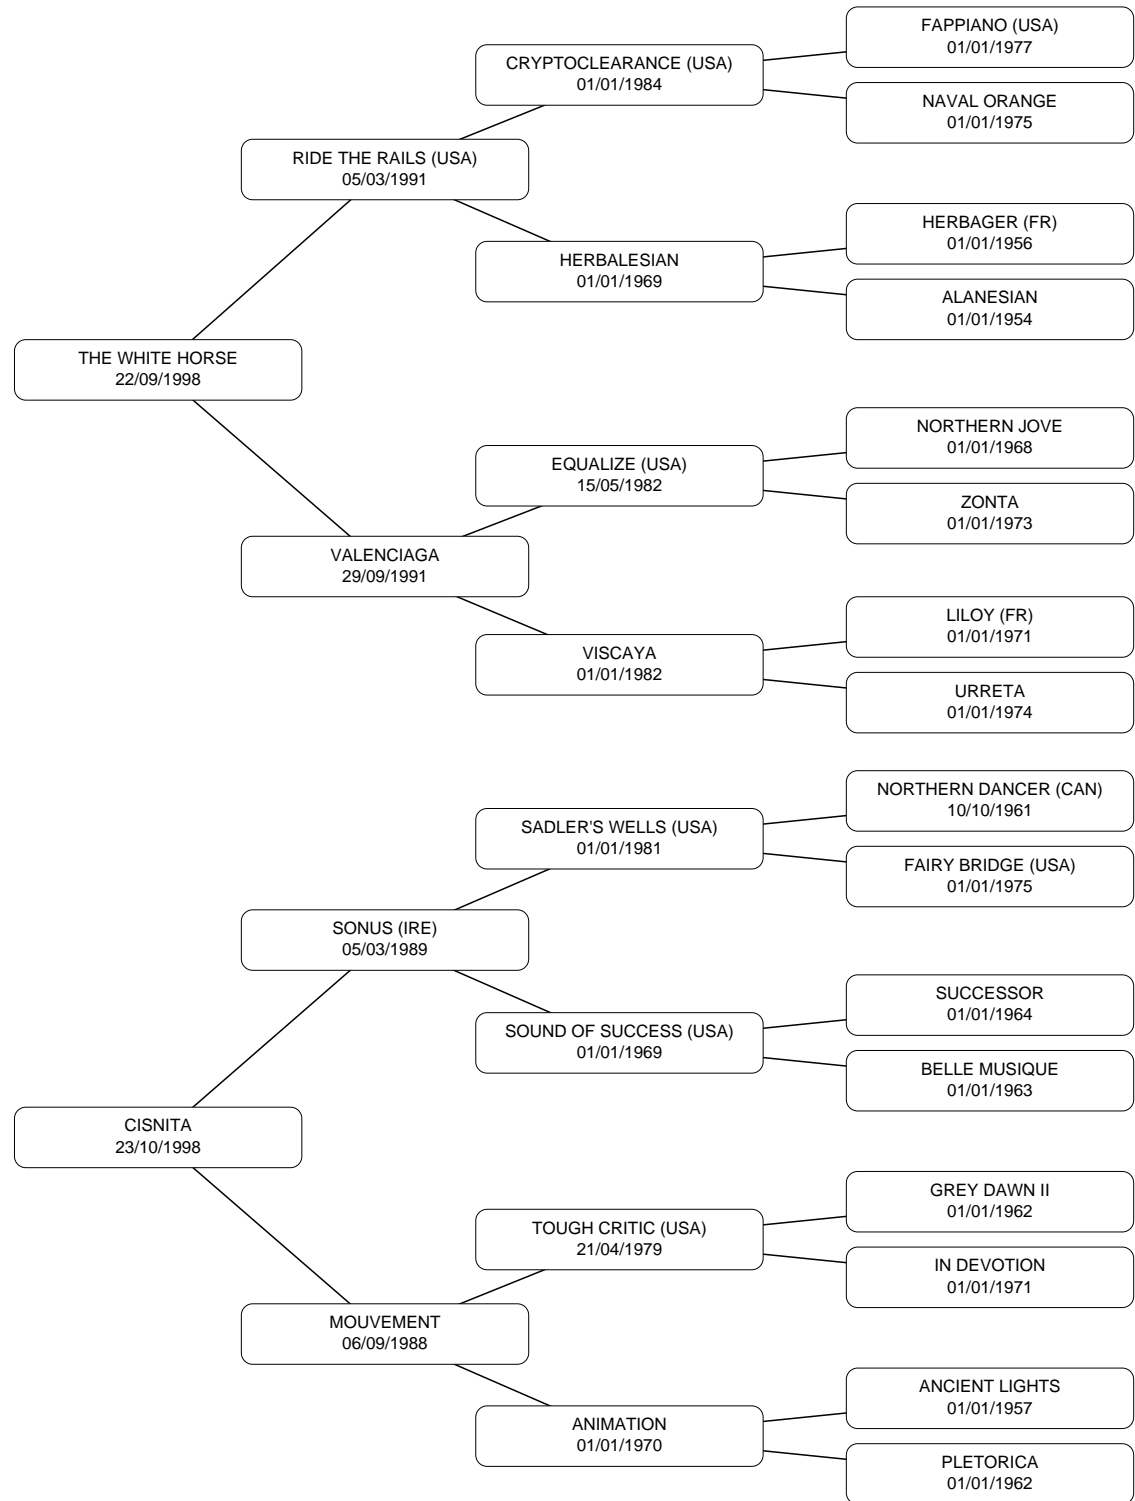 FAPPIANO (USA)
01/01/1977
CRYPTOCLEARANCE (USA)
01/01/1984
NAVAL ORANGE
01/01/1975
RIDE THE RAILS (USA)
05/03/1991
HERBAGER (FR)
01/01/1956
HERBALESIAN
01/01/1969
ALANESIAN
01/01/1954
THE WHITE HORSE
22/09/1998
NORTHERN JOVE
01/01/1968
EQUALIZE (USA)
15/05/1982
ZONTA
01/01/1973
VALENCIAGA
29/09/1991
LILOY (FR)
01/01/1971
VISCAYA
01/01/1982
URRETA
01/01/1974
NORTHERN DANCER (CAN)
10/10/1961
SADLER'S WELLS (USA)
01/01/1981
FAIRY BRIDGE (USA)
01/01/1975
SONUS (IRE)
05/03/1989
SUCCESSOR
01/01/1964
SOUND OF SUCCESS (USA)
01/01/1969
BELLE MUSIQUE
01/01/1963
CISNITA
23/10/1998
GREY DAWN II
01/01/1962
TOUGH CRITIC (USA)
21/04/1979
IN DEVOTION
01/01/1971
MOUVEMENT
06/09/1988
ANCIENT LIGHTS
01/01/1957
ANIMATION
01/01/1970
PLETORICA
01/01/1962